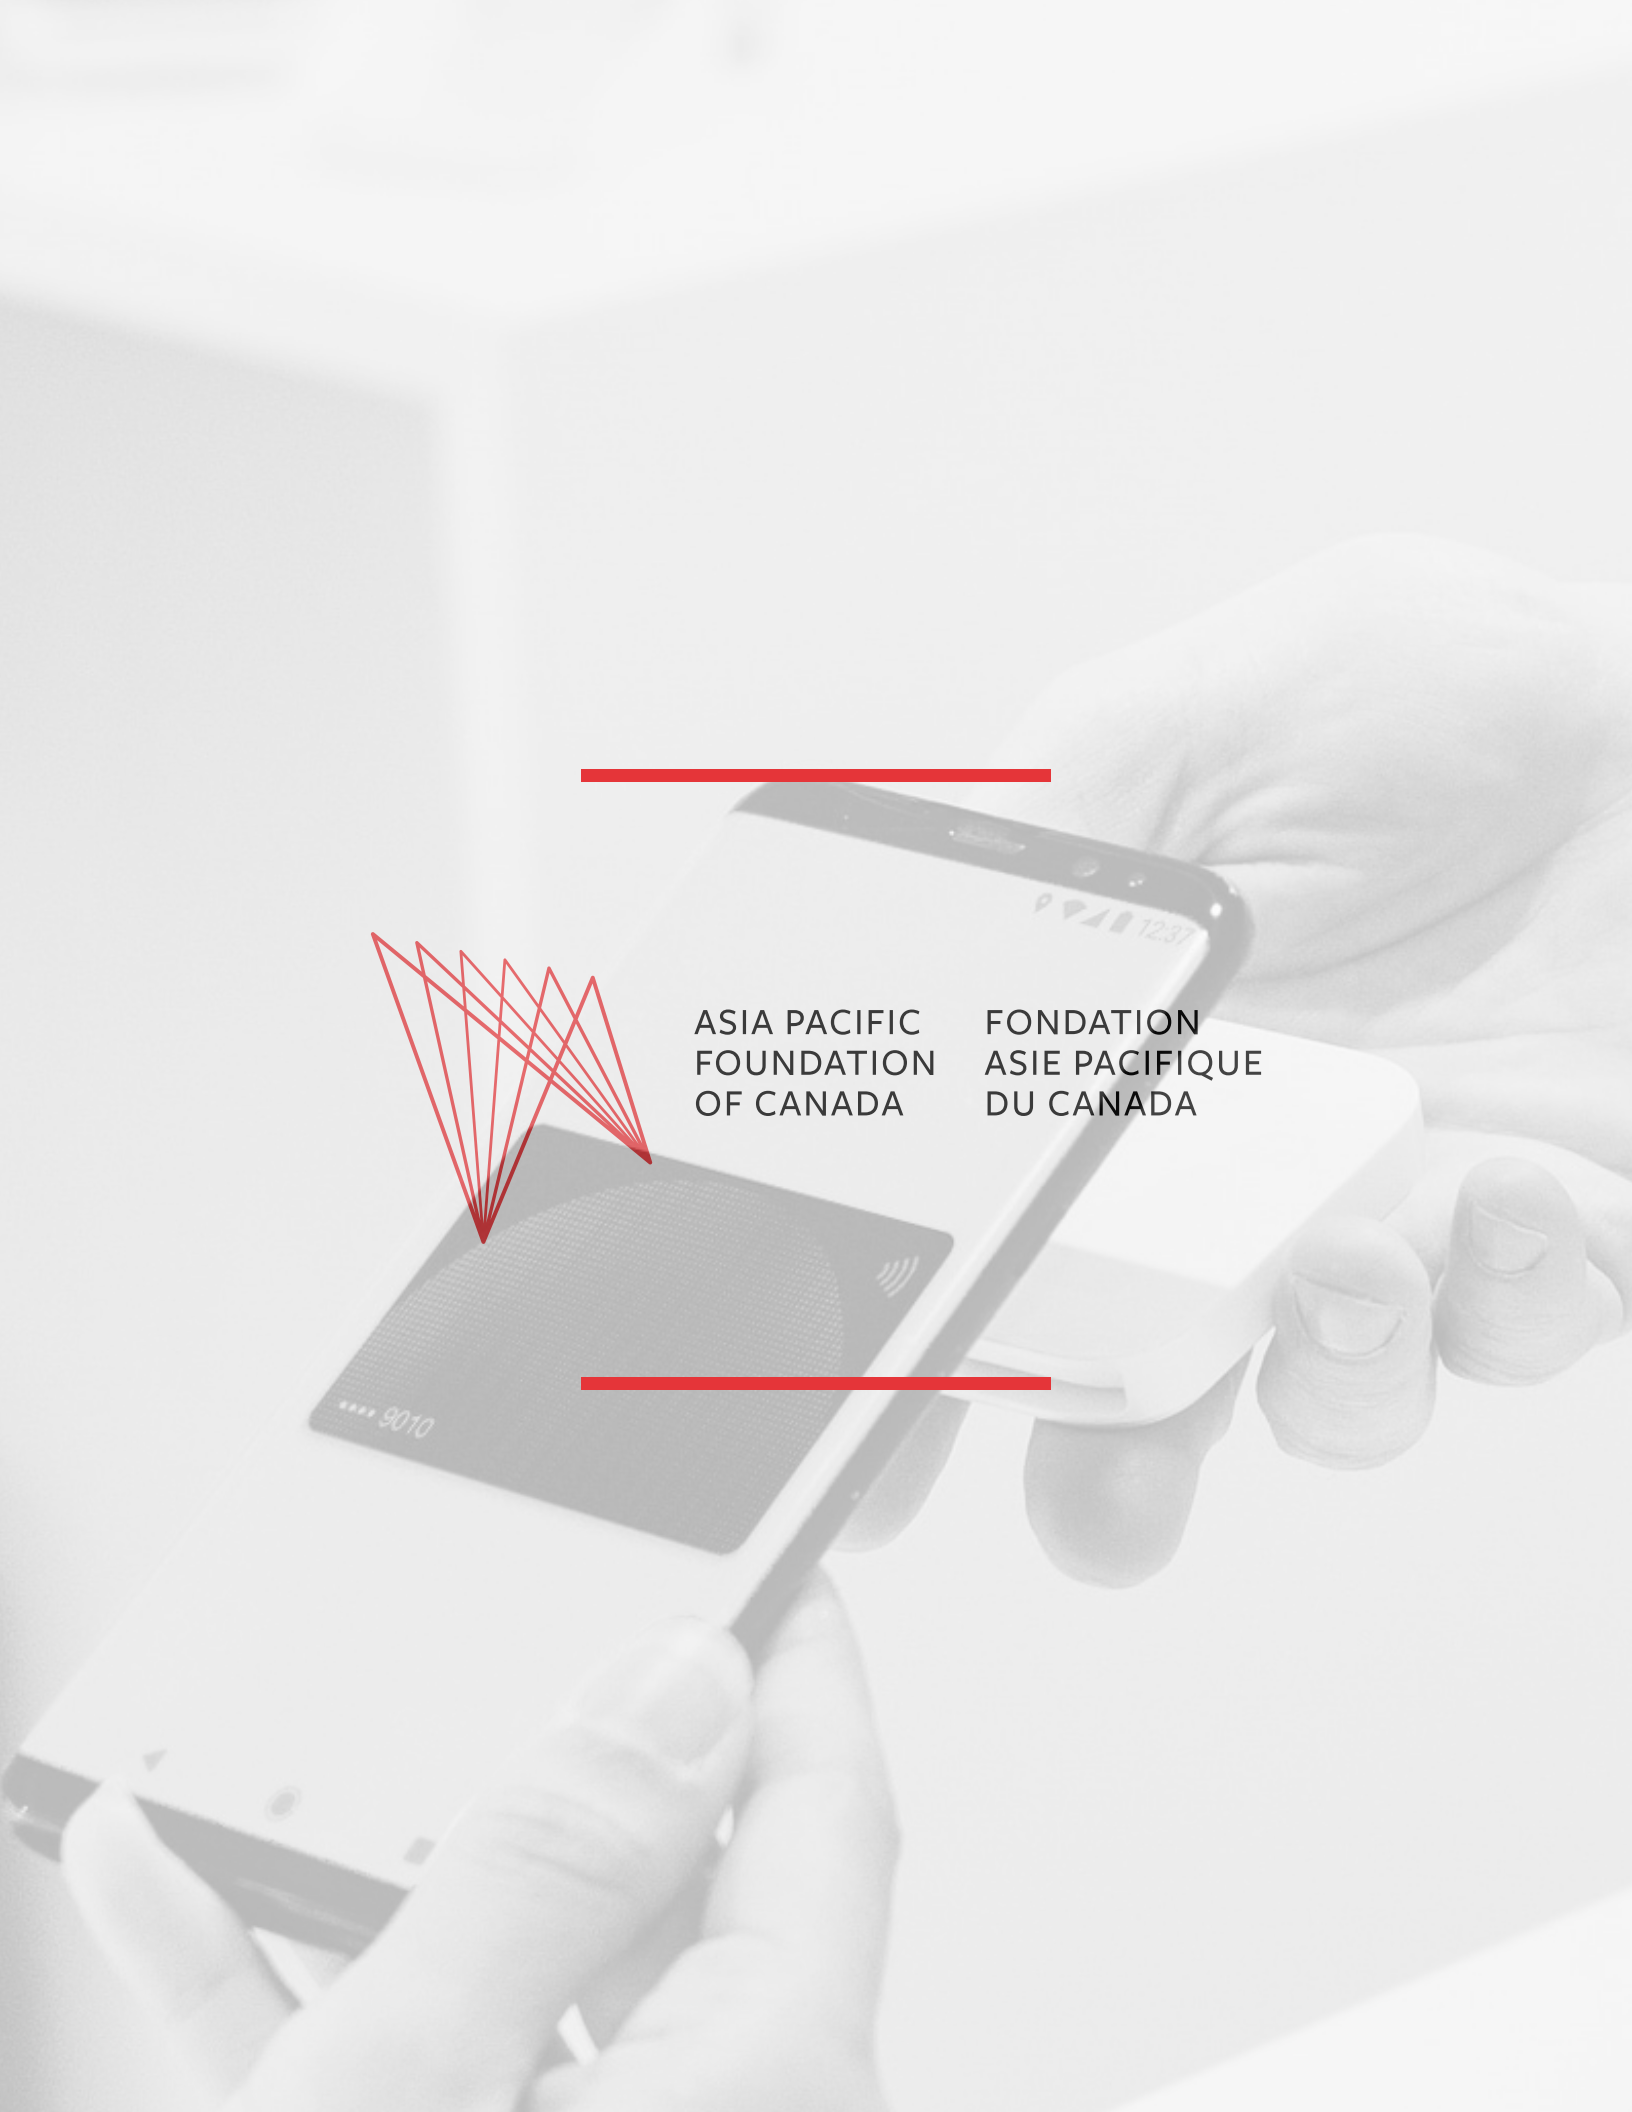 12:37
ASIA PACIFIC
FOUNDATION
OF CANADA
FONDATION
ASIE PACIFIQUE
DU CANADA
•••• 9010